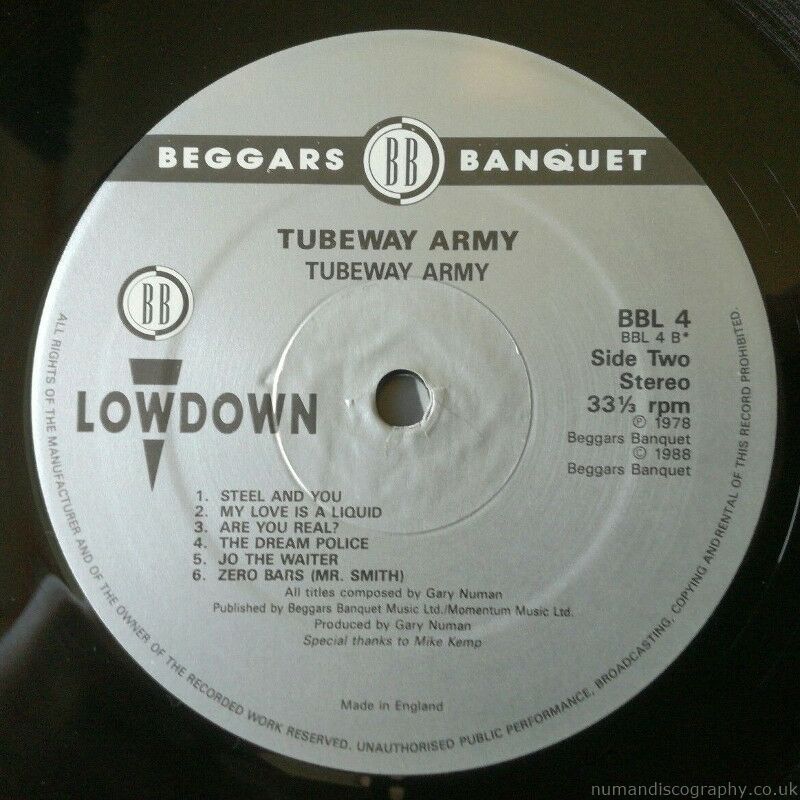 BEGGARS BB BANQUET
TUBEWAY ARMY
TUBEWAY ARMY
BB
LOWDOWN
BBL 4
BBL 4 B*
Side Two
Stereo
33⅓ rpm
℗ 1978
Beggars Banquet
© 1988
Beggars Banquet
1. STEEL AND YOU
2. MY LOVE IS A LIQUID
3. ARE YOU REAL?
4. THE DREAM POLICE
5. JO THE WAITER
6. ZERO BARS (MR. SMITH)
All titles composed by Gary Numan
Published by Beggars Banquet Music Ltd./Momentum Music Ltd.
Produced by Gary Numan
Special thanks to Mike Kemp
Made in England
ALL RIGHTS OF THE MANUFACTURER AND OF THE OWNER OF THE RECORDED WORK RESERVED. UNAUTHORISED PUBLIC PERFORMANCE, BROADCASTING, COPYING AND RENTAL OF THIS RECORD PROHIBITED.
numandiscography.co.uk